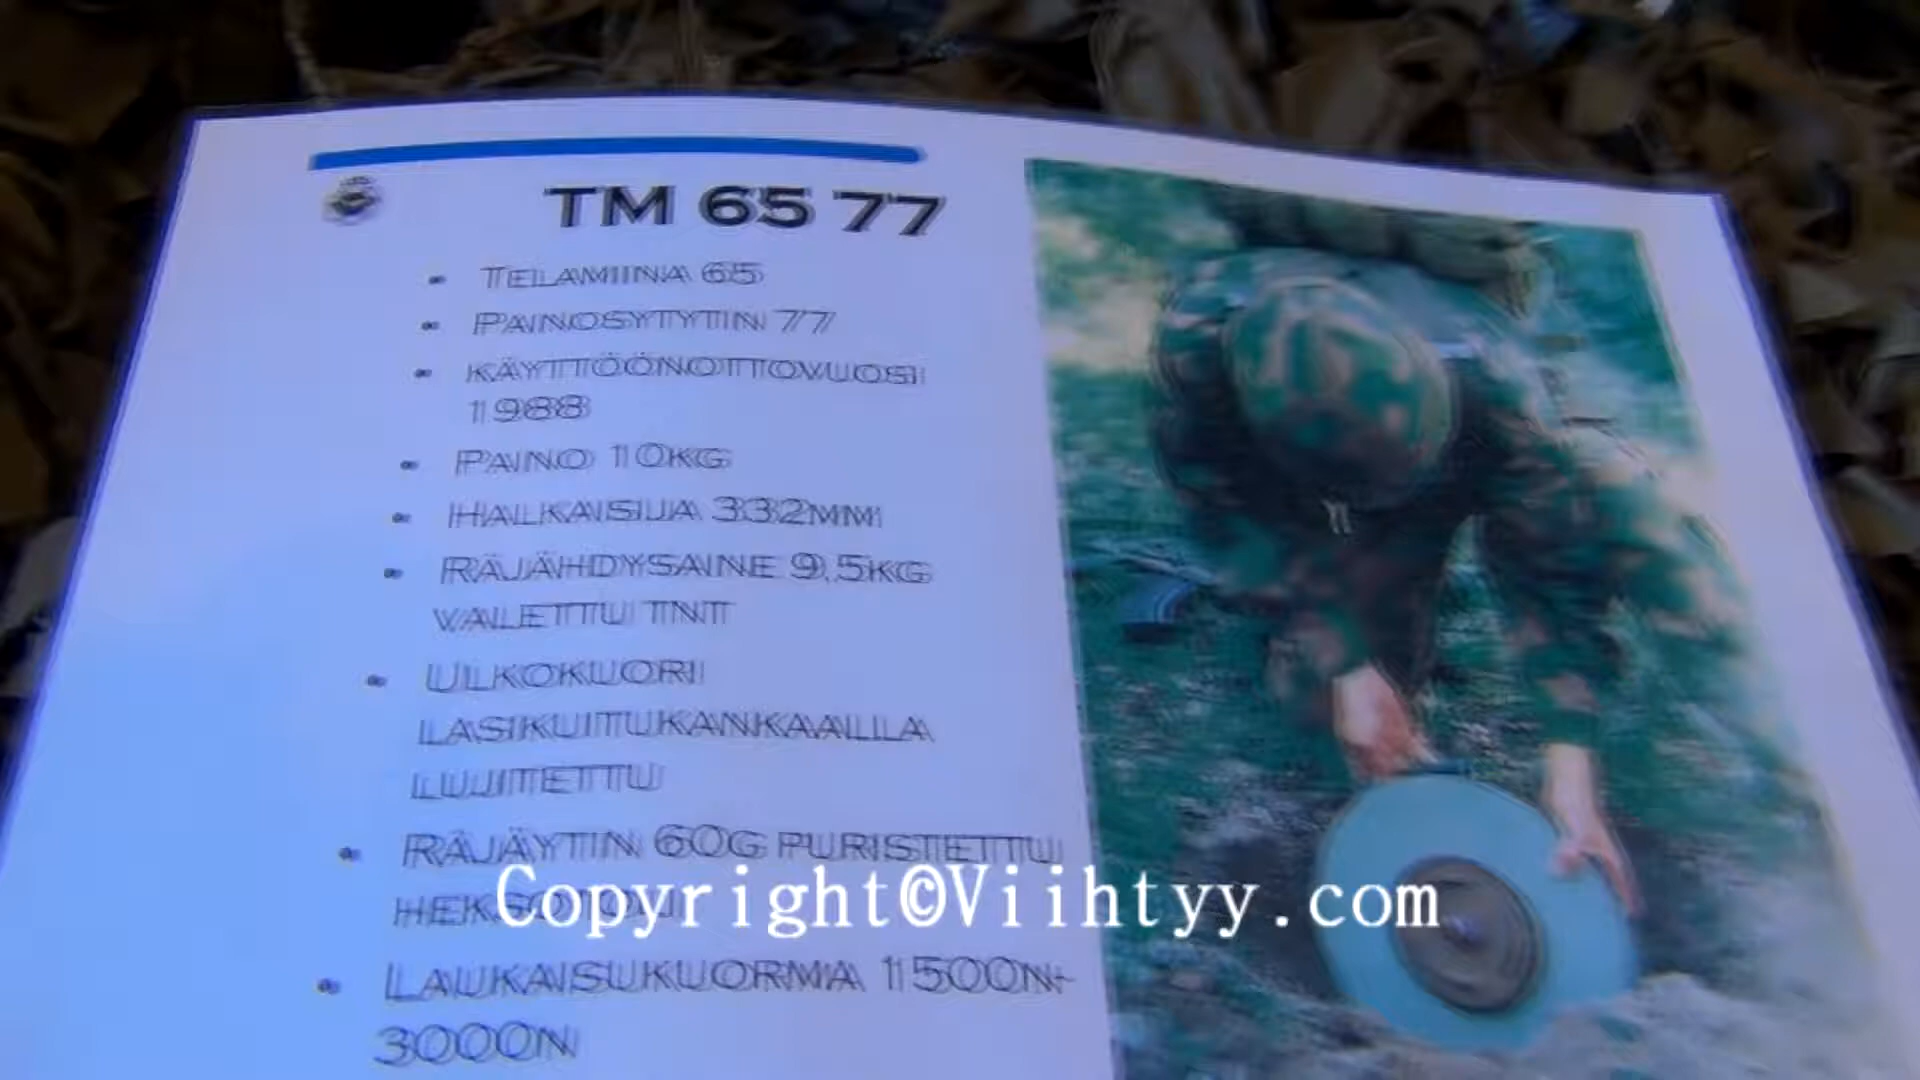 TM 65 77
• TELAMIINA 65
• PAINOSYTYTIN 77
• KÄYTTÖÖNOTTOVUOSI
1988
• PAINO 10KG
• HALKAISIJA 332MM
• RÄJÄHDYSAINE 9,5KG
VALETTU TNT
• ULKOKUORI
LASIKUITUKANKAALLA
LUJITETTU
• RÄJÄYTIN 60G PURISTETTU
Copyright©Viihtyy.com
• LAUKAISUKUORMA 1500N-
3000N